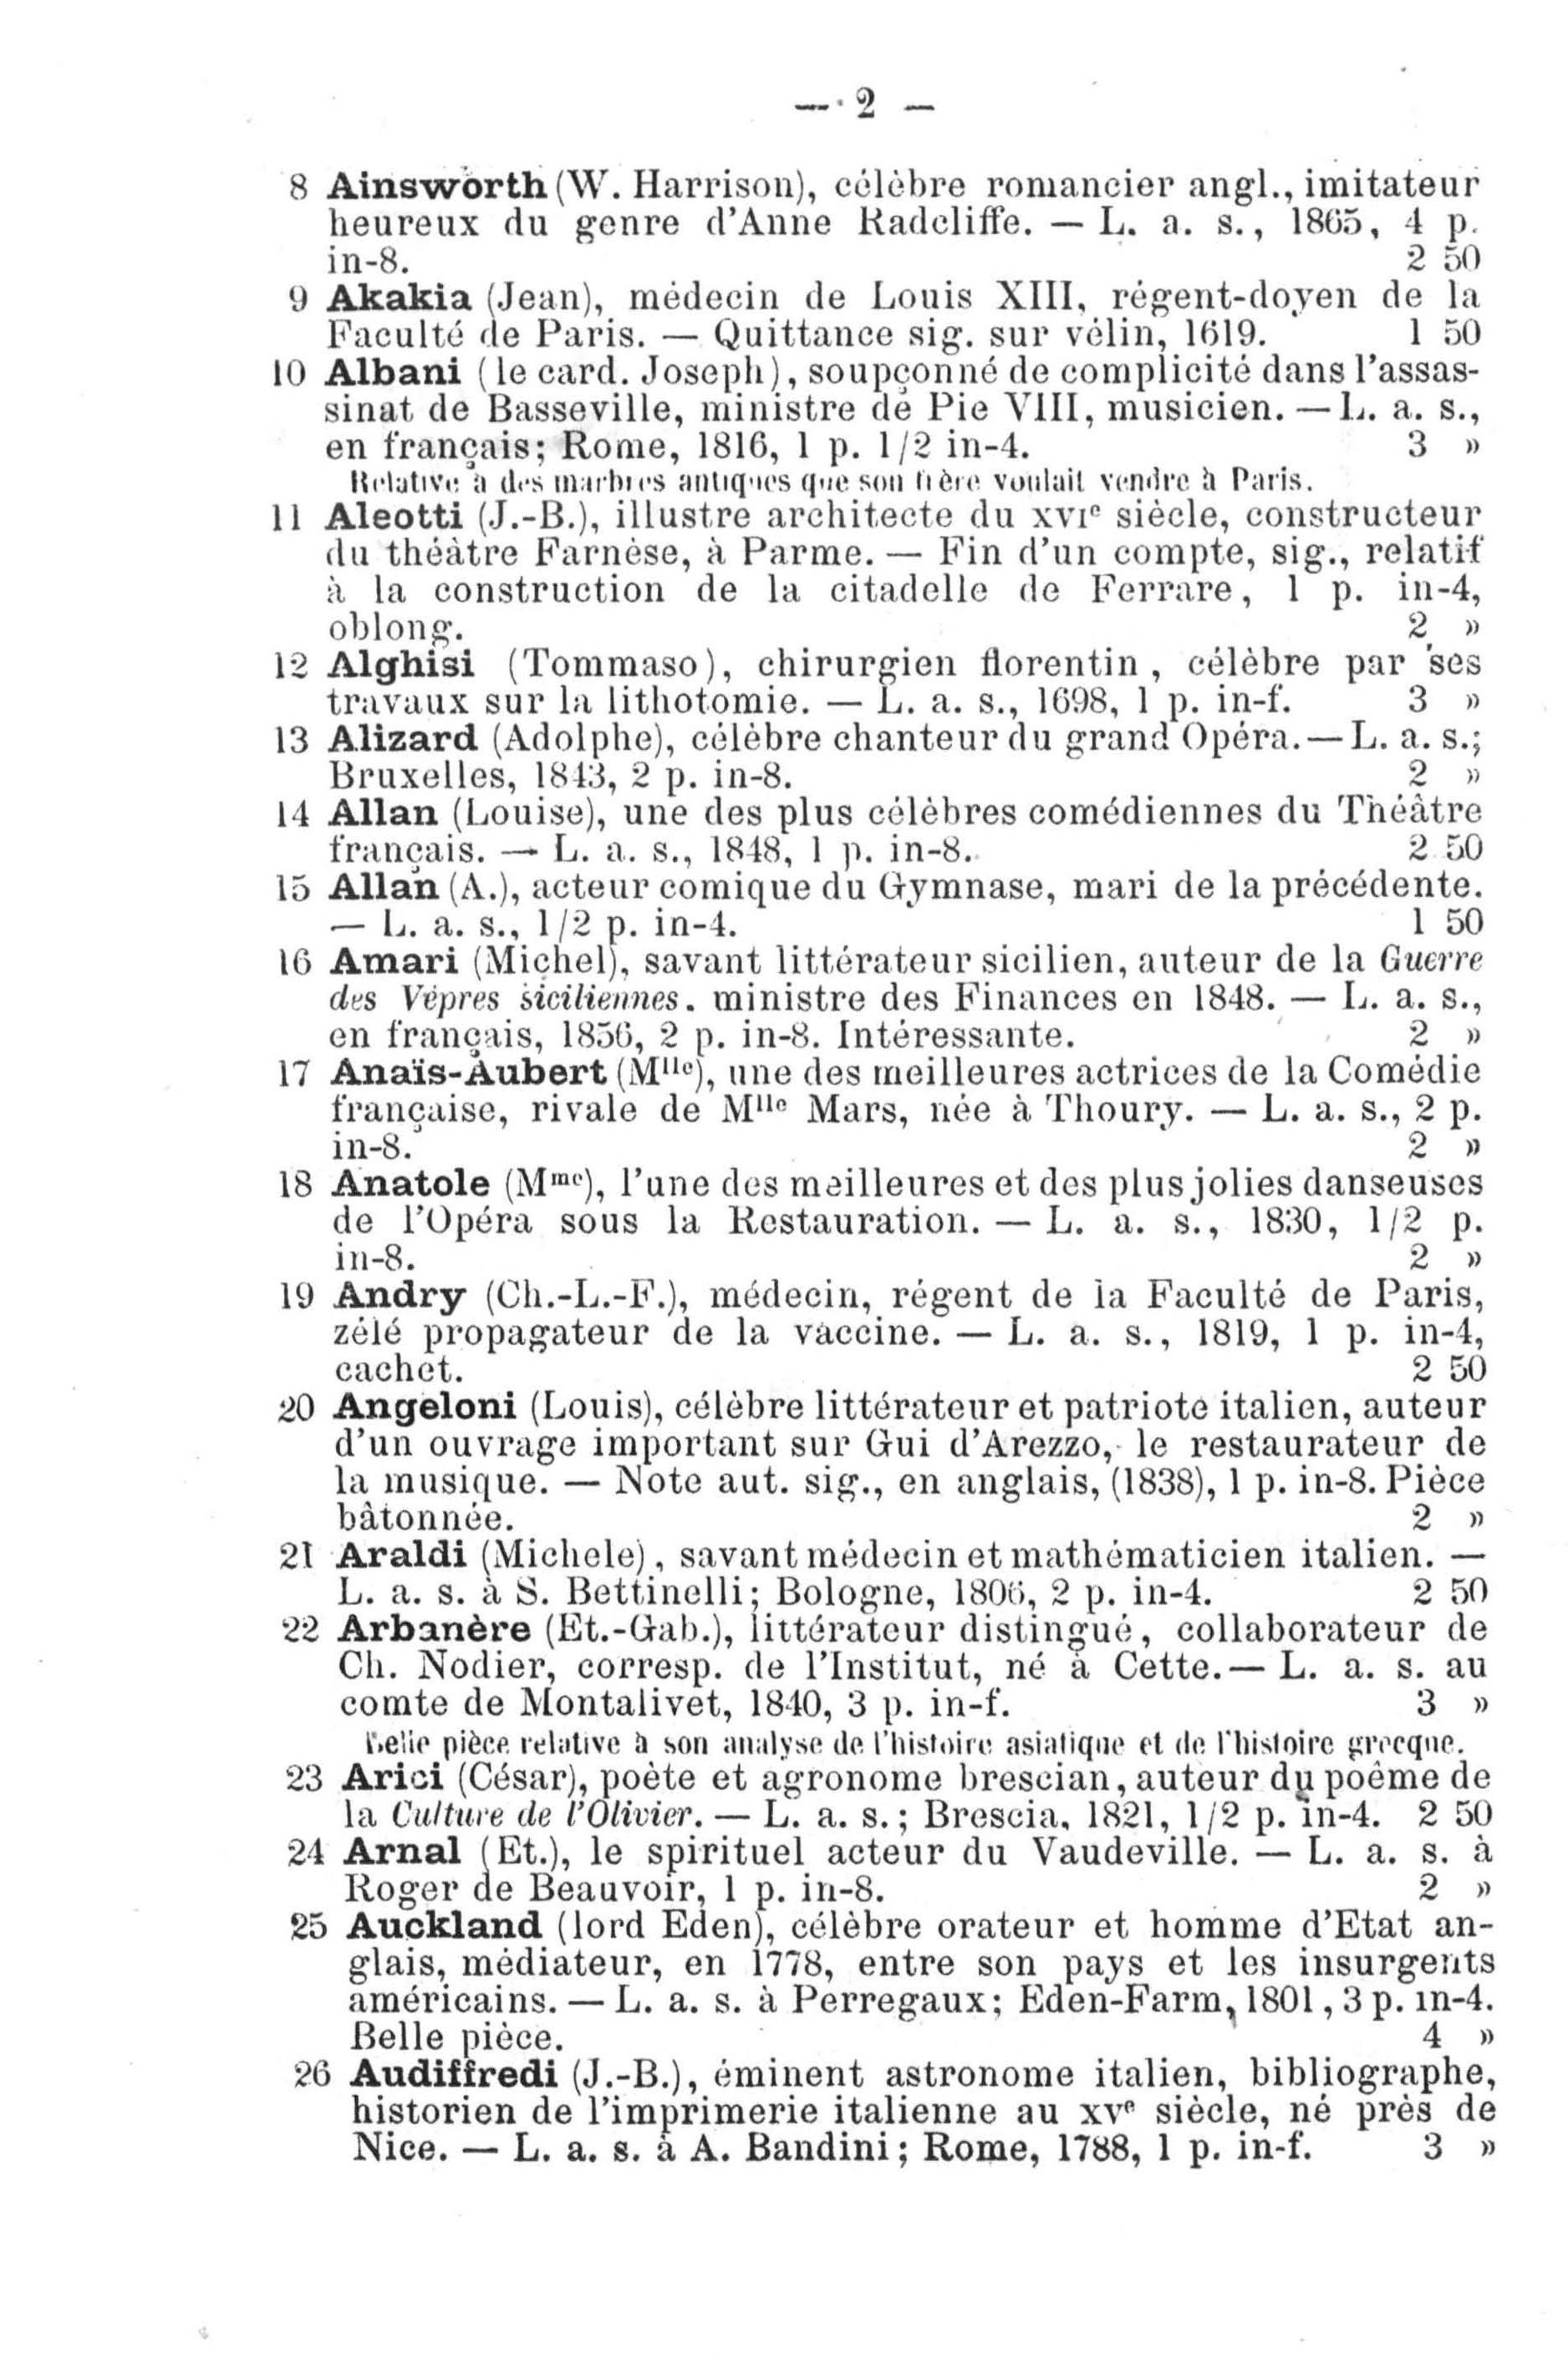 — 2 —
8 Ainsworth (W. Harrison), célèbre romancier angl., imitateur
heureux du genre d'Anne Radcliffe. — L. a. s., 1865, 4 p.
in-8. 2 50
9 Akakia (Jean), médecin de Louis XIII, régent-doyen de la
Faculté de Paris. — Quittance sig. sur vélin, 1619. 1 50
10 Albani (le card. Joseph), soupçonné de complicité dans l'assas-
sinat de Basseville, ministre de Pie VIII, musicien. — L. a. s.,
en français; Rome, 1816, 1 p. 1/2 in-4. 3 »
Relative à des marbres antiques que son frère voulait vendre à Paris.
11 Aleotti (J.-B.), illustre architecte du XVIe siècle, constructeur
du théâtre Farnèse, à Parme. — Fin d'un compte, sig., relatif
à la construction de la citadelle de Ferrare, 1 p. in-4,
oblong. 2 »
12 Alghisi (Tommaso), chirurgien florentin, célèbre par ses
travaux sur la lithotomie. — L. a. s., 1698, 1 p. in-f. 3 »
13 Alizard (Adolphe), célèbre chanteur du grand Opéra. — L. a. s.;
Bruxelles, 1843, 2 p. in-8. 2 »
14 Allan (Louise), une des plus célèbres comédiennes du Théâtre
français. — L. a. s., 1848, 1 p. in-8. 2 50
15 Allan (A.), acteur comique du Gymnase, mari de la précédente.
— L. a. s., 1/2 p. in-4. 1 50
16 Amari (Michel), savant littérateur sicilien, auteur de la Guerre
des Vêpres siciliennes. ministre des Finances en 1848. — L. a. s.,
en français, 1856, 2 p. in-8. Intéressante. 2 »
17 Anaïs-Aubert (Mlle), une des meilleures actrices de la Comédie
française, rivale de Mlle Mars, née à Thoury. — L. a. s., 2 p.
in-8. 2 »
18 Anatole (Mme), l'une des meilleures et des plus jolies danseuses
de l'Opéra sous la Restauration. — L. a. s., 1830, 1/2 p.
in-8. 2 »
19 Andry (Ch.-L.-F.), médecin, régent de la Faculté de Paris,
zélé propagateur de la vaccine. — L. a. s., 1819, 1 p. in-4,
cachet. 2 50
20 Angeloni (Louis), célèbre littérateur et patriote italien, auteur
d'un ouvrage important sur Gui d'Arezzo, le restaurateur de
la musique. — Note aut. sig., en anglais, (1838), 1 p. in-8. Pièce
bâtonnée. 2 »
21 Araldi (Michele), savant médecin et mathématicien italien. —
L. a. s. à S. Bettinelli; Bologne, 1806, 2 p. in-4. 2 50
22 Arbanère (Et.-Gab.), littérateur distingué, collaborateur de
Ch. Nodier, corresp. de l'Institut, né à Cette. — L. a. s. au
comte de Montalivet, 1840, 3 p. in-f. 3 »
Belle pièce relative à son analyse de l'histoire asiatique et de l'histoire grecque.
23 Arici (César), poète et agronome brescian, auteur du poème de
la Culture de l'Olivier. — L. a. s.; Brescia, 1821, 1/2 p. in-4. 2 50
24 Arnal (Et.), le spirituel acteur du Vaudeville. — L. a. s. à
Roger de Beauvoir, 1 p. in-8. 2 »
25 Auckland (lord Eden), célèbre orateur et homme d'Etat an-
glais, médiateur, en 1778, entre son pays et les insurgents
américains. — L. a. s. à Perregaux; Eden-Farm, 1801, 3 p. in-4.
Belle pièce. 4 »
26 Audiffredi (J.-B.), éminent astronome italien, bibliographe,
historien de l'imprimerie italienne au XVe siècle, né près de
Nice. — L. a. s. à A. Bandini; Rome, 1788, 1 p. in-f. 3 »